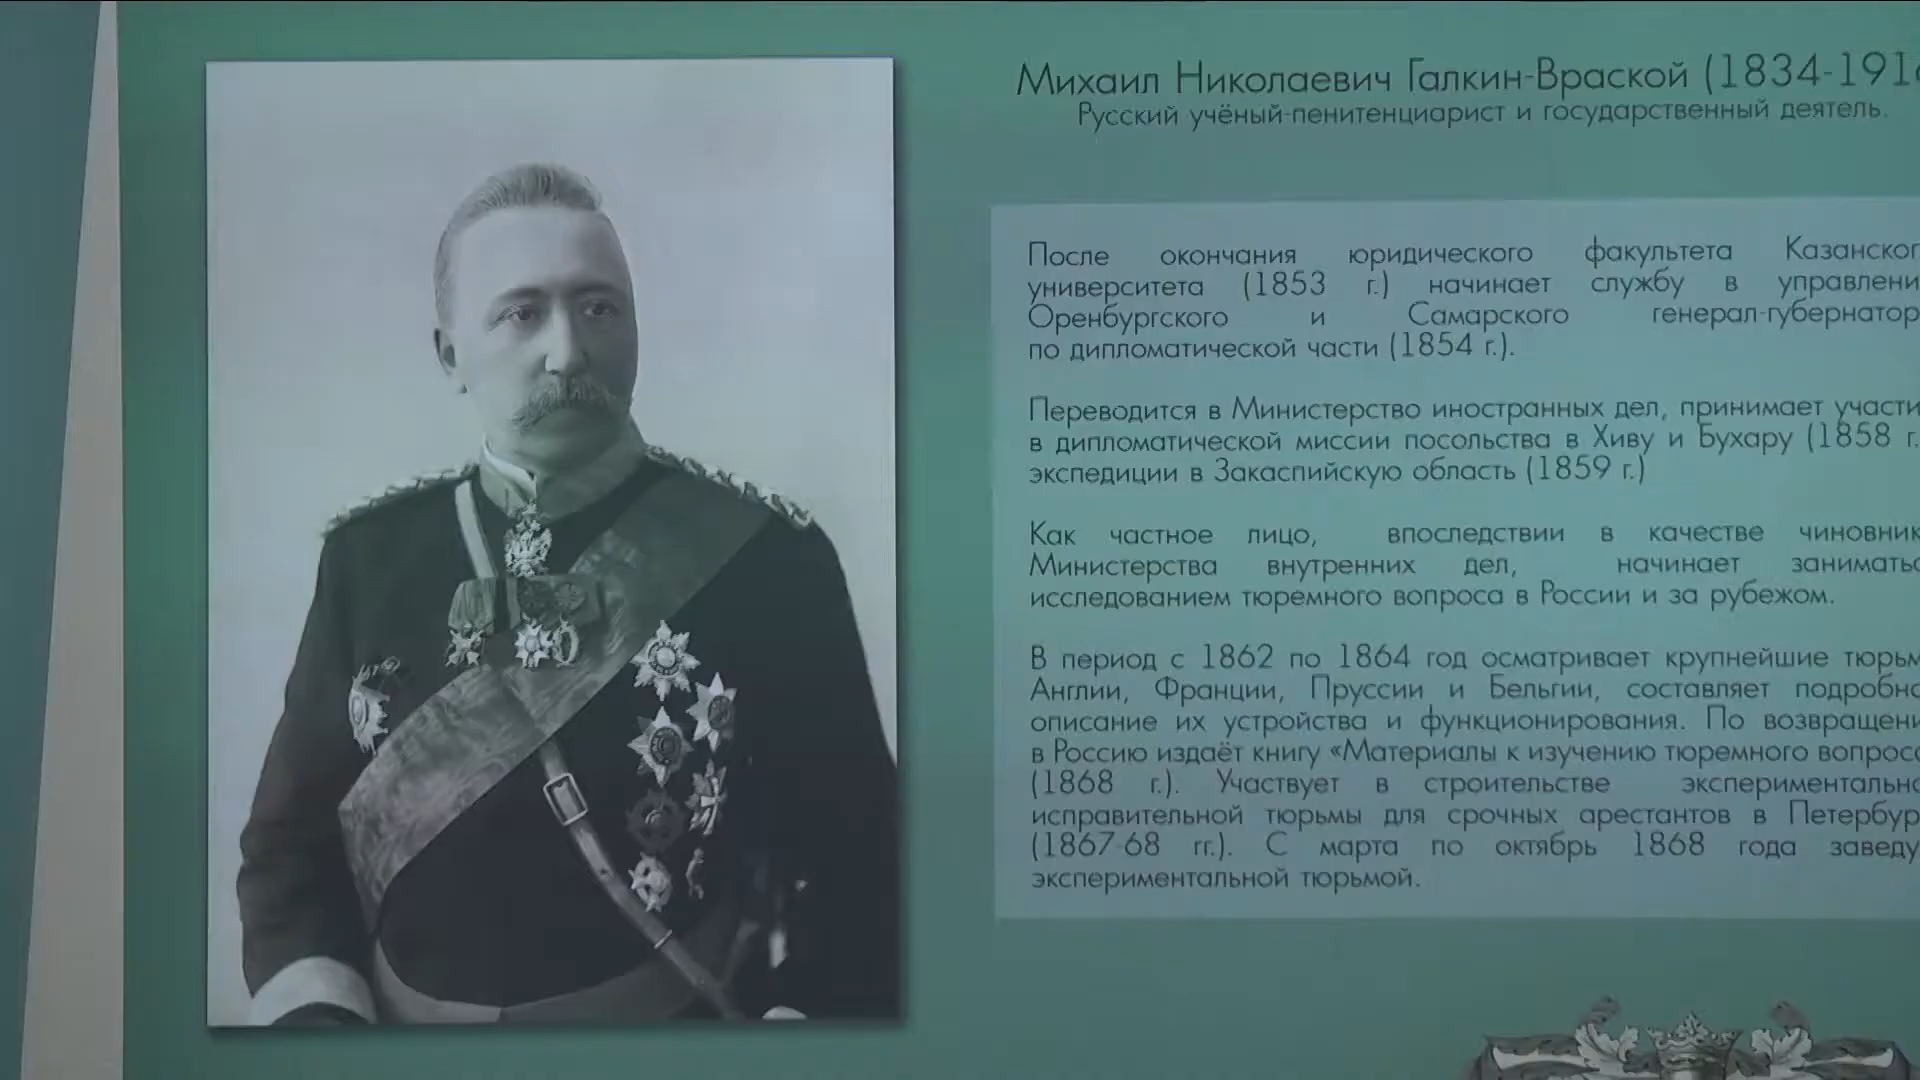 Михаил Николаевич Галкин-Враской (1834-191
Русский учёный-пенитенциарист и государственный деятель.
После окончания юридического факультета Казанског
университета (1853 г.) начинает службу в управлени
Оренбургского и Самарского генерал-губернатор
по дипломатической части (1854 г.).
Переводится в Министерство иностранных дел, принимает участи
в дипломатической миссии посольства в Хиву и Бухару (1858 г.
экспедиции в Закаспийскую область (1859 г.)
Как частное лицо, впоследствии в качестве чиновник
Министерства внутренних дел, начинает заниматьс
исследованием тюремного вопроса в России и за рубежом.
В период с 1862 по 1864 год осматривает крупнейшие тюрьм
Англии, Франции, Пруссии и Бельгии, составляет подробно
описание их устройства и функционирования. По возвращени
в Россию издаёт книгу «Материалы к изучению тюремного вопрос
(1868 г.). Участвует в строительстве экспериментально
исправительной тюрьмы для срочных арестантов в Петербур
(1867-68 гг.). С марта по октябрь 1868 года заведу
экспериментальной тюрьмой.